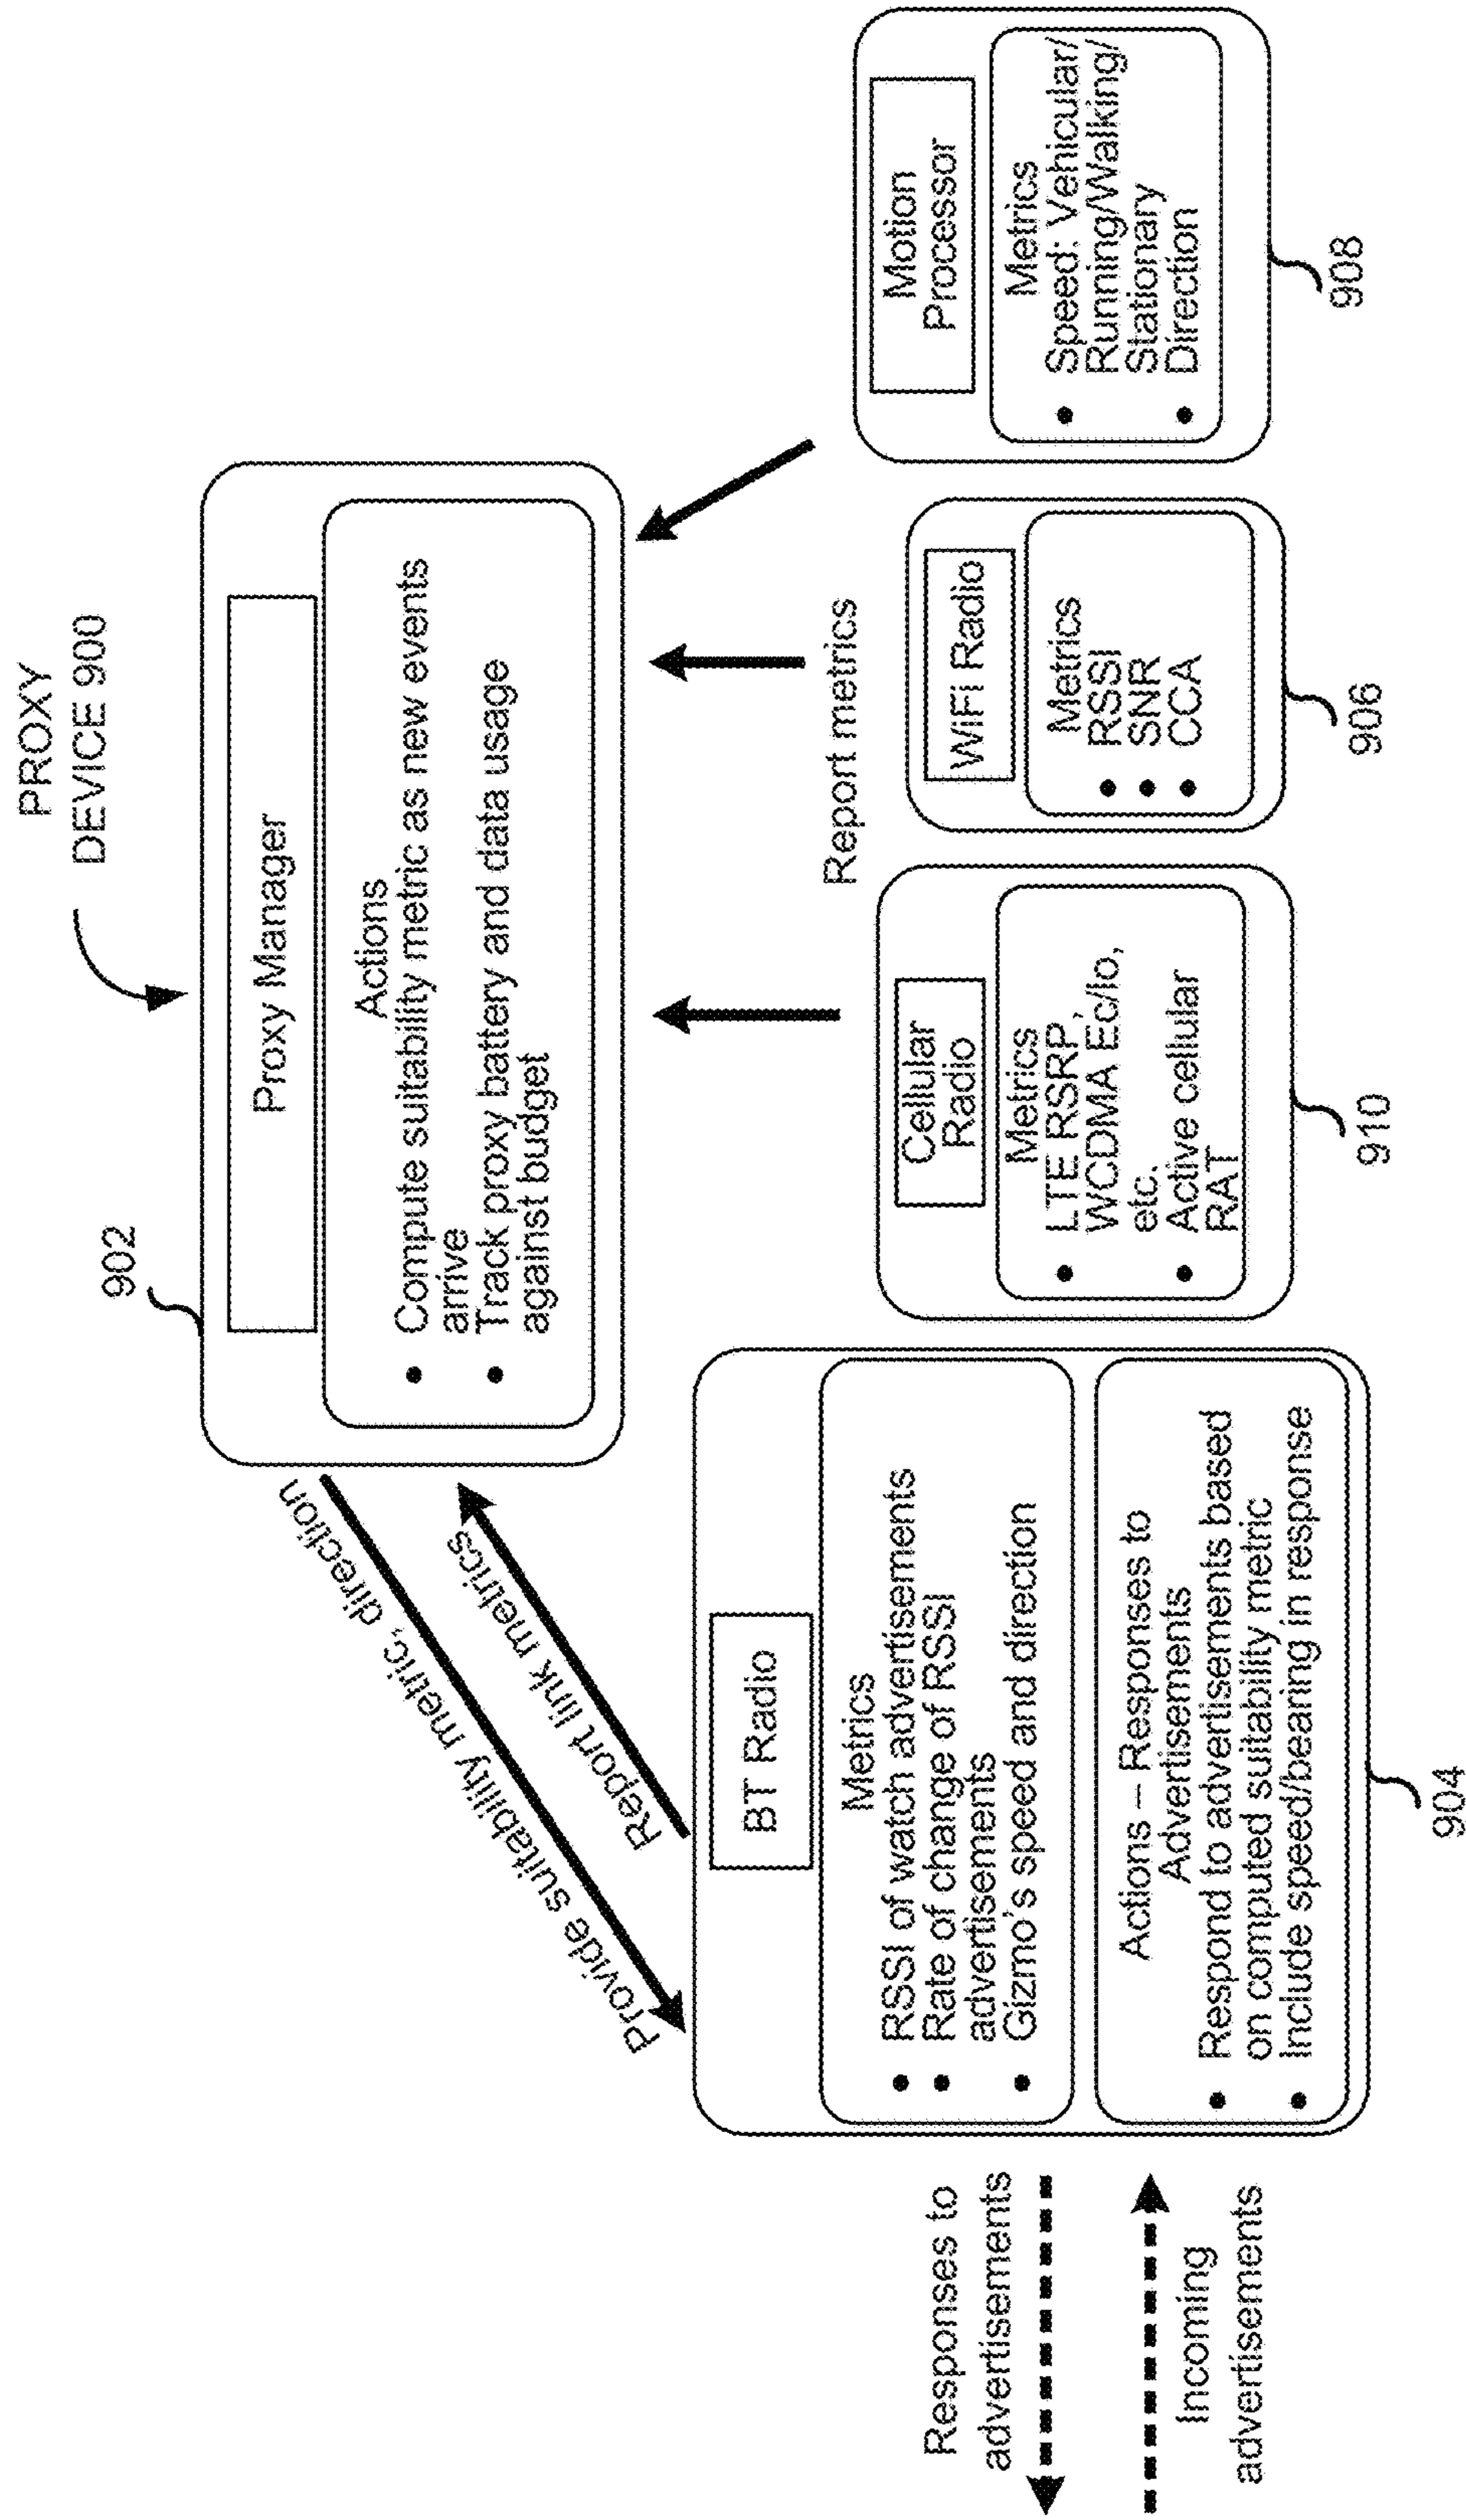 PROXY
DEVICE 900
902
Proxy Manager
Actions
• Compute suitability metric as new events
arrive
• Track proxy battery and data usage
against budget
Provide suitability metric, direction
Report link metrics
Report metrics
BT Radio
Metrics
• RSSI of watch advertisements
• Rate of change of RSSI
advertisements
• Gizmo's speed and direction
Actions – Responses to
Advertisements
• Respond to advertisements based
on computed suitability metric
• Include speed/bearing in response
904
Responses to
advertisements
Incoming
advertisements
Cellular
Radio
Metrics
• LTE RSRP,
WCDMA Ec/Io,
etc.
• Active cellular
RAT
910
WiFi Radio
Metrics
• RSSI
• SNR
• CCA
906
Motion
Processor
Metrics
• Speed: Vehicular/
Running/Walking/
Stationary
• Direction
908